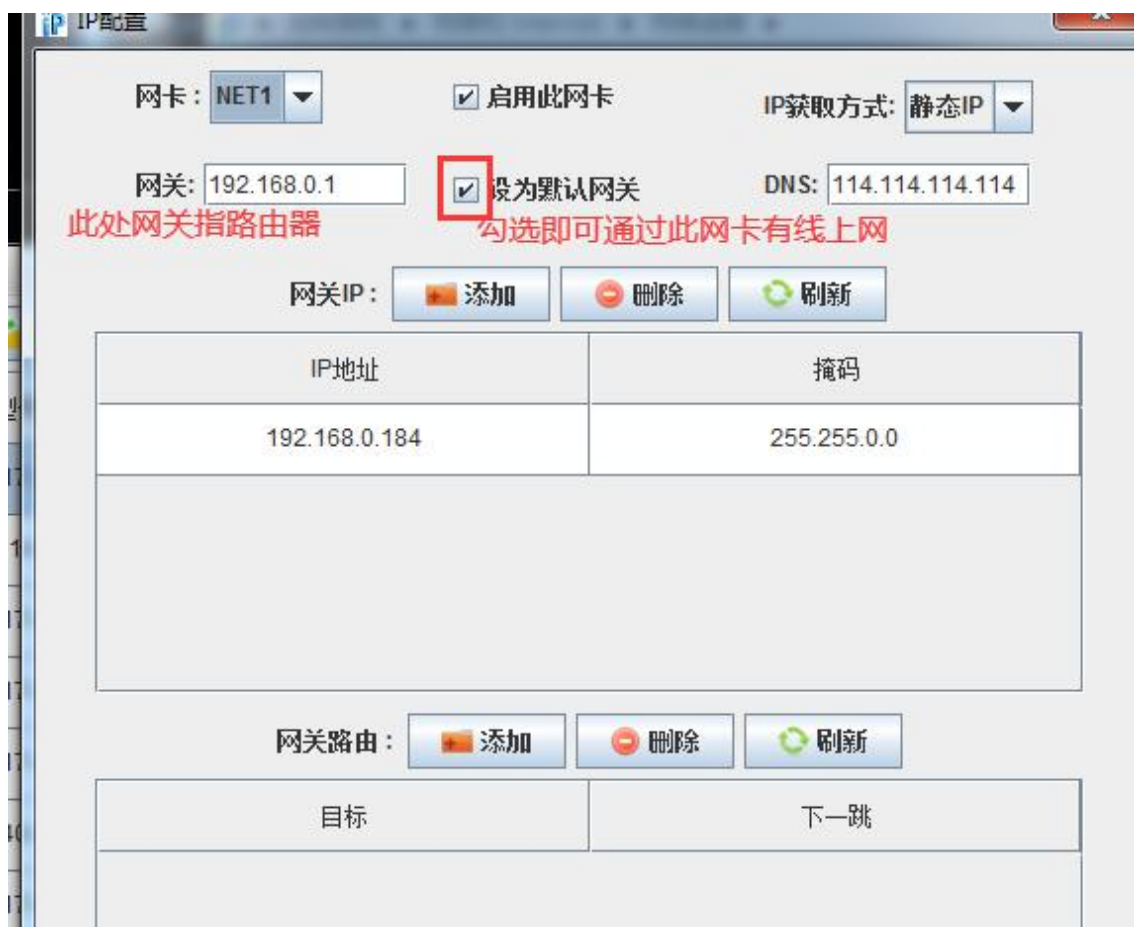 IP配置
网卡： NET1 启用此网卡 IP获取方式: 静态IP
网关: 192.168.0.1 设为默认网关 DNS: 114.114.114.114
此处网关指路由器 勾选即可通过此网卡有线上网
网关IP： 添加 删除 刷新
IP地址 掩码
192.168.0.184 255.255.0.0
网关路由： 添加 删除 刷新
目标 下一跳